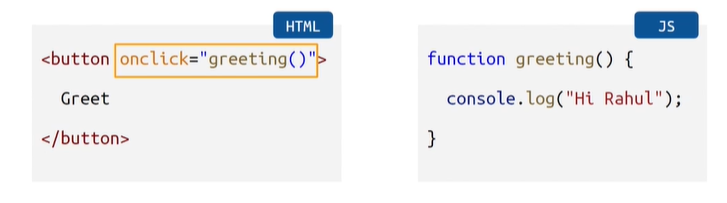 HTML
<button onclick="greeting()">
Greet
</button>
JS
function greeting() {
console.log("Hi Rahul");
}